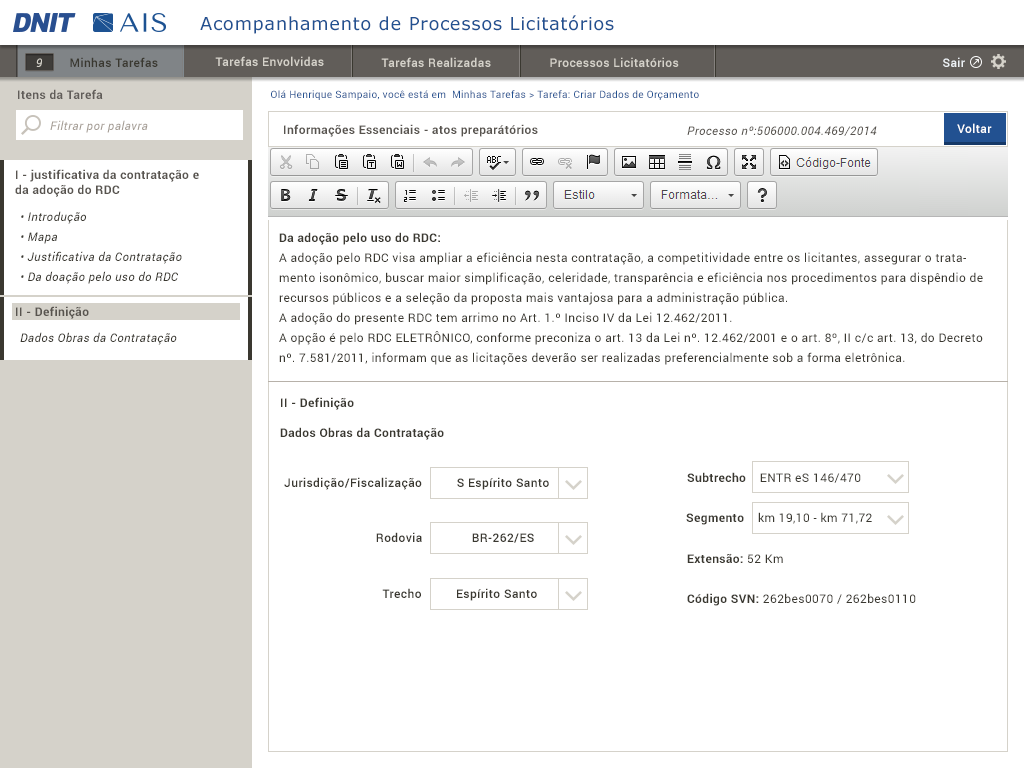 DNIT AIS Acompanhamento de Processos Licitatórios
9 Minhas Tarefas Tarefas Envolvidas Tarefas Realizadas Processos Licitatórios Sair
Itens da Tarefa
Filtrar por palavra
I - justificativa da contratação e
da adoção do RDC
• Introdução
• Mapa
• Justificativa da Contratação
• Da doação pelo uso do RDC
II - Definição
Dados Obras da Contratação
Olá Henrique Sampaio, você está em Minhas Tarefas > Tarefa: Criar Dados de Orçamento
Informações Essenciais - atos preparátórios Processo nº:506000.004.469/2014 Voltar
ABC Ω Código-Fonte
B I S Tx Estilo Formata... ?
Da adoção pelo uso do RDC:
A adoção pelo RDC visa ampliar a eficiência nesta contratação, a competitividade entre os licitantes, assegurar o trata-
mento isonômico, buscar maior simplificação, celeridade, transparência e eficiência nos procedimentos para dispêndio de
recursos públicos e a seleção da proposta mais vantajosa para a administração pública.
A adoção do presente RDC tem arrimo no Art. 1.º Inciso IV da Lei 12.462/2011.
A opção é pelo RDC ELETRÔNICO, conforme preconiza o art. 13 da Lei nº. 12.462/2001 e o art. 8º, II c/c art. 13, do Decreto
nº. 7.581/2011, informam que as licitações deverão ser realizadas preferencialmente sob a forma eletrônica.
II - Definição
Dados Obras da Contratação
Jurisdição/Fiscalização S Espírito Santo
Rodovia BR-262/ES
Trecho Espírito Santo
Subtrecho ENTR eS 146/470
Segmento km 19,10 - km 71,72
Extensão: 52 Km
Código SVN: 262bes0070 / 262bes0110